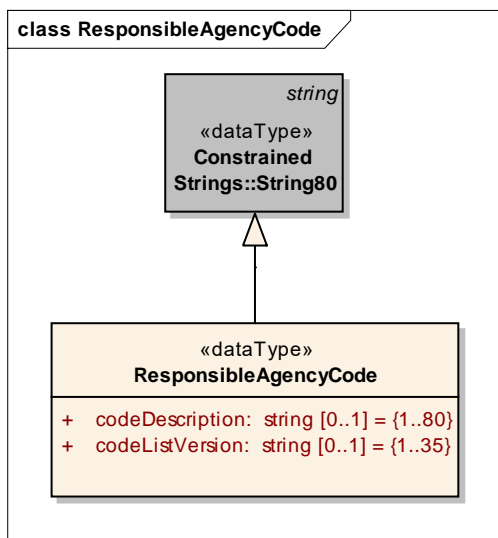 class ResponsibleAgencyCode
string
«dataType»
Constrained
Strings::String80
«dataType»
ResponsibleAgencyCode
+ codeDescription: string [0..1] = {1..80}
+ codeListVersion: string [0..1] = {1..35}